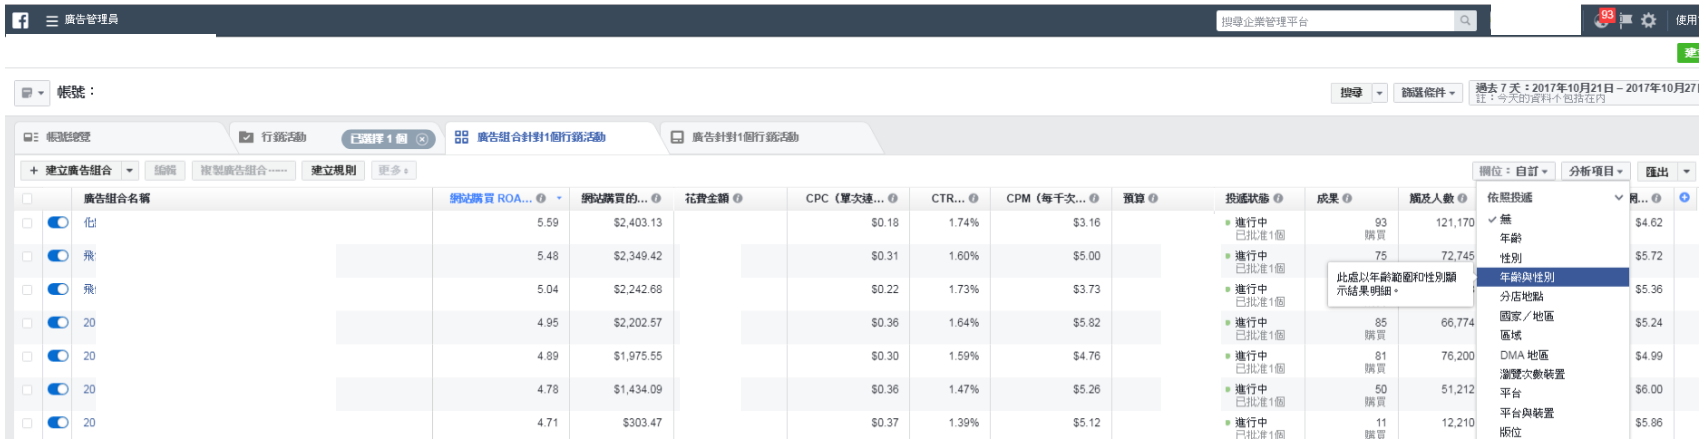 f ☰ 廣告管理員 搜尋企業管理平台 93 使用
建立
帳號： 搜尋 篩選條件 過去 7 天：2017年10月21日 – 2017年10月27日
註：今天的資料不包括在內
帳號總覽 行銷活動 已選擇 1 個 廣告組合針對1個行銷活動 廣告針對1個行銷活動
+ 建立廣告組合 編輯 複製廣告組合⋯⋯ 建立規則 更多 欄位：自訂 分析項目 匯出
廣告組合名稱 網站購買 ROA... 網站購買的... 花費金額 CPC（單次連... CTR... CPM（每千次... 預算 投遞狀態 成果 觸及人數 依照投遞 網...
化 5.59 $2,403.13 $0.18 1.74% $3.16 進行中 93 121,170 無 $4.62
已批准1個 購買 年齡
飛 5.48 $2,349.42 $0.31 1.60% $5.00 進行中 75 72,745 性別 $5.72
已批准1個 此處以年齡範圍和性別顯 年齡與性別
飛 5.04 $2,242.68 $0.22 1.73% $3.73 進行中 示結果明細。 分店地點 $5.36
已批准1個 國家／地區
20 4.95 $2,202.57 $0.36 1.64% $5.82 進行中 85 66,774 $5.24
已批准1個 購買 區域
20 4.89 $1,975.55 $0.30 1.59% $4.76 進行中 81 76,200 DMA 地區 $4.99
已批准1個 購買 瀏覽次數裝置
20 4.78 $1,434.09 $0.36 1.47% $5.26 進行中 50 51,212 平台 $6.00
已批准1個 購買 平台與裝置
20 4.71 $303.47 $0.37 1.39% $5.12 進行中 11 12,210 $5.86
已批准1個 購買 版位